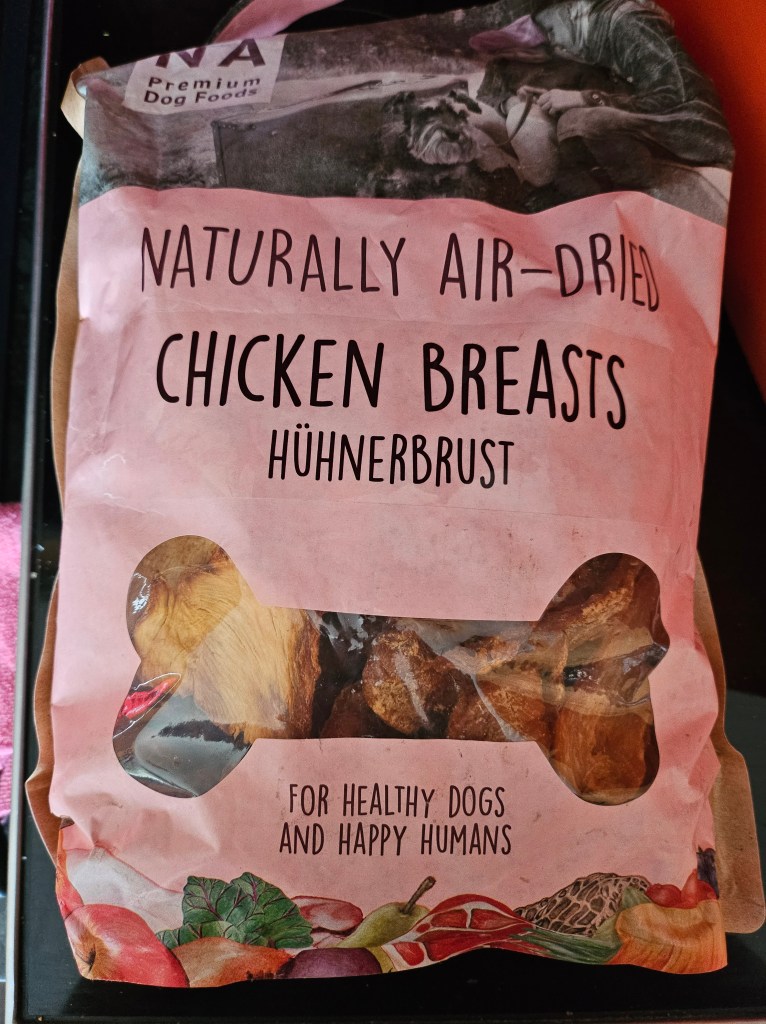 NA
Premium
Dog Foods
NATURALLY AIR-DRIED
CHICKEN BREASTS
HÜHNERBRUST
FOR HEALTHY DOGS
AND HAPPY HUMANS